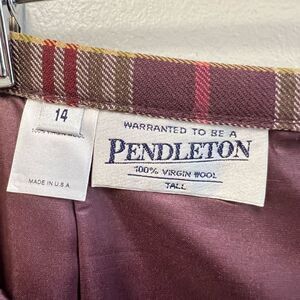 14
MADE IN U.S.A.
WARRANTED TO BE A
PENDLETON
100% VIRGIN WOOL
TALL